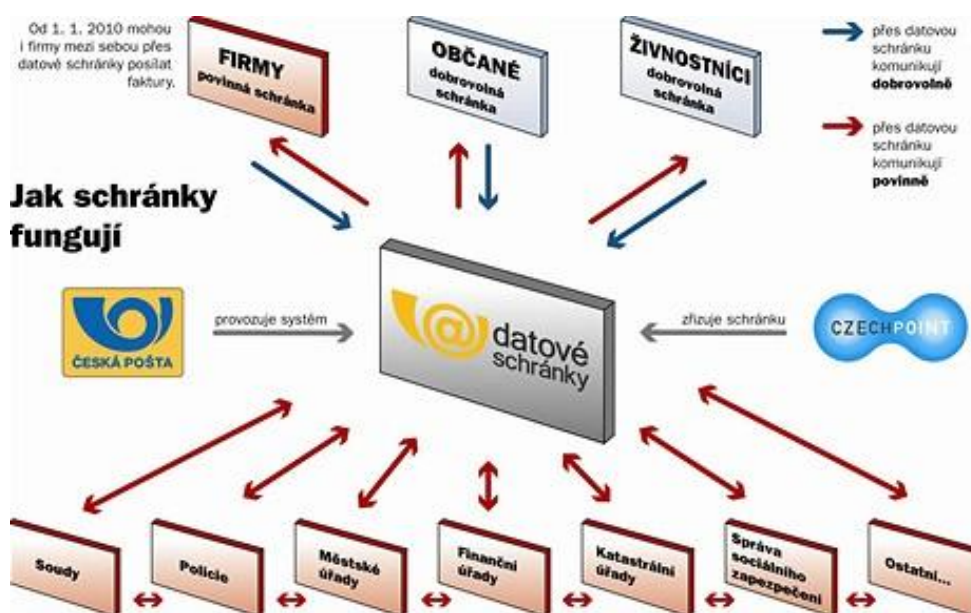 Od 1. 1. 2010 mohou
i firmy mezi sebou přes
datové schránky posílat
faktury.
FIRMY
povinná schránka
OBČANÉ
dobrovolná
schránka
ŽIVNOSTNÍCI
dobrovolná
schránka
přes datovou
schránku
komunikují
dobrovolně
přes datovou
schránku
komunikují
povinně
Jak schránky
fungují
ČESKÁ POŠTA
provozuje systém
@ datové
schránky
zřizuje schránku
CZECHPOINT
Soudy
Policie
Městské
úřady
Finanční
úřady
Katastrální
úřady
Správa
sociálního
zapezpečení
Ostatní...